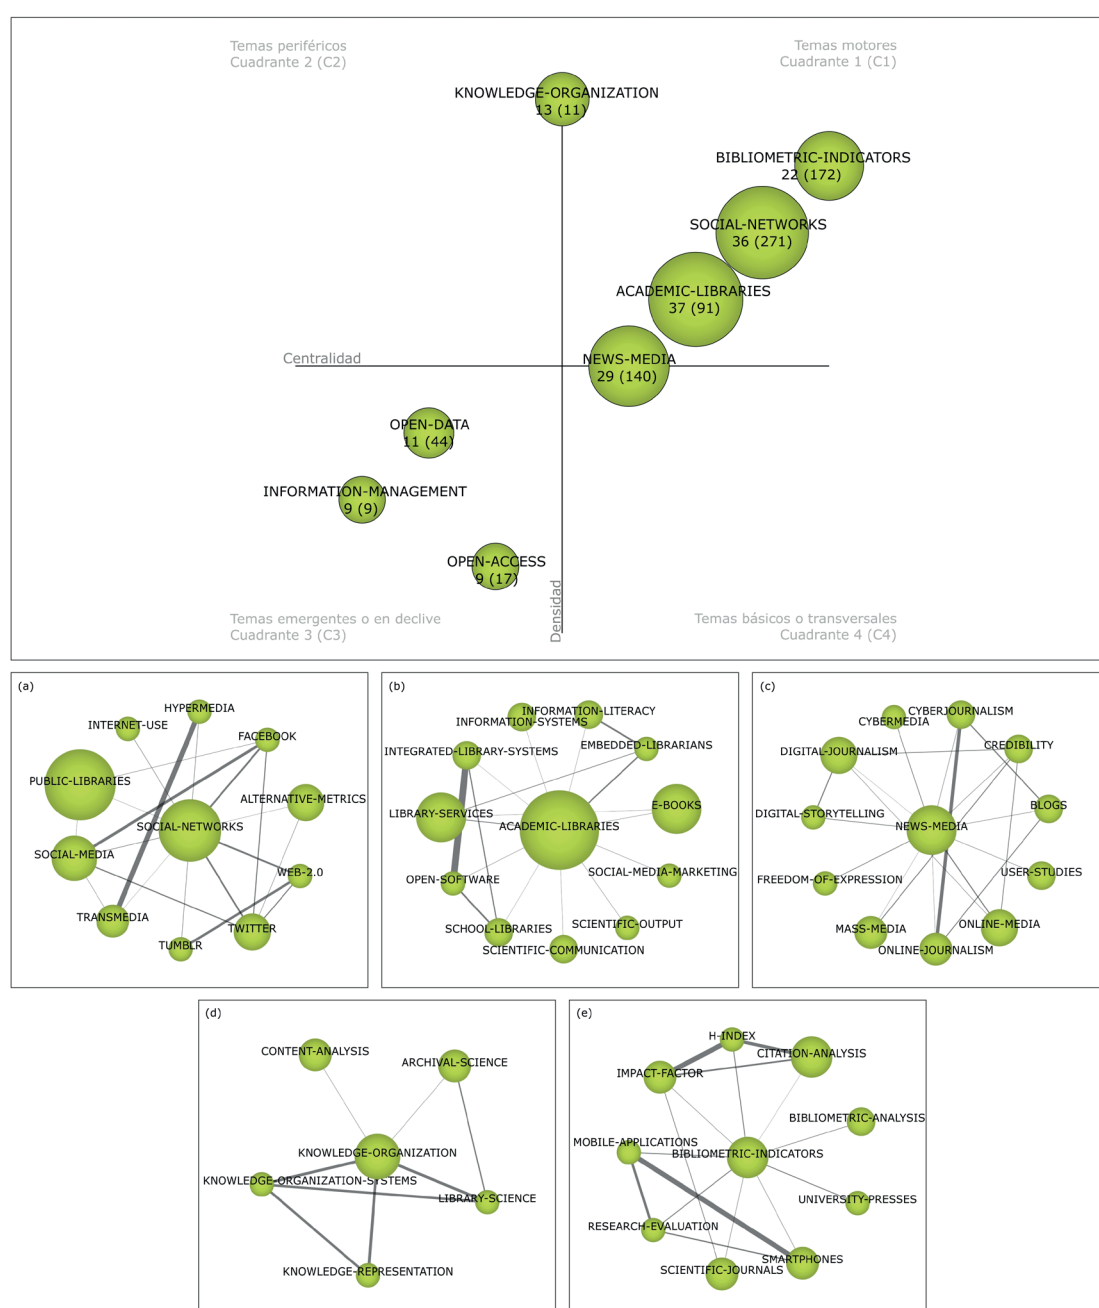 Temas periféricos
Cuadrante 2 (C2)
Temas motores
Cuadrante 1 (C1)
KNOWLEDGE-ORGANIZATION
13 (11)
BIBLIOMETRIC-INDICATORS
22 (172)
SOCIAL-NETWORKS
36 (271)
ACADEMIC-LIBRARIES
37 (91)
Centralidad
NEWS-MEDIA
29 (140)
OPEN-DATA
11 (44)
INFORMATION-MANAGEMENT
9 (9)
OPEN-ACCESS
9 (17)
Densidad
Temas emergentes o en declive
Cuadrante 3 (C3)
Temas básicos o transversales
Cuadrante 4 (C4)
(a)
HYPERMEDIA
INTERNET-USE
FACEBOOK
PUBLIC-LIBRARIES
ALTERNATIVE-METRICS
SOCIAL-NETWORKS
SOCIAL-MEDIA
WEB-2.0
TRANSMEDIA
TWITTER
TUMBLR
(b)
INFORMATION-LITERACY
INFORMATION-SYSTEMS
EMBEDDED-LIBRARIANS
INTEGRATED-LIBRARY-SYSTEMS
E-BOOKS
LIBRARY-SERVICES
ACADEMIC-LIBRARIES
SOCIAL-MEDIA-MARKETING
OPEN-SOFTWARE
SCIENTIFIC-OUTPUT
SCHOOL-LIBRARIES
SCIENTIFIC-COMMUNICATION
(c)
CYBERJOURNALISM
CYBERMEDIA
CREDIBILITY
DIGITAL-JOURNALISM
BLOGS
DIGITAL-STORYTELLING
NEWS-MEDIA
USER-STUDIES
FREEDOM-OF-EXPRESSION
ONLINE-MEDIA
MASS-MEDIA
ONLINE-JOURNALISM
(d)
CONTENT-ANALYSIS
ARCHIVAL-SCIENCE
KNOWLEDGE-ORGANIZATION
KNOWLEDGE-ORGANIZATION-SYSTEMS
LIBRARY-SCIENCE
KNOWLEDGE-REPRESENTATION
(e)
H-INDEX
CITATION-ANALYSIS
IMPACT-FACTOR
BIBLIOMETRIC-ANALYSIS
MOBILE-APPLICATIONS
BIBLIOMETRIC-INDICATORS
UNIVERSITY-PRESSES
RESEARCH-EVALUATION
SMARTPHONES
SCIENTIFIC-JOURNALS